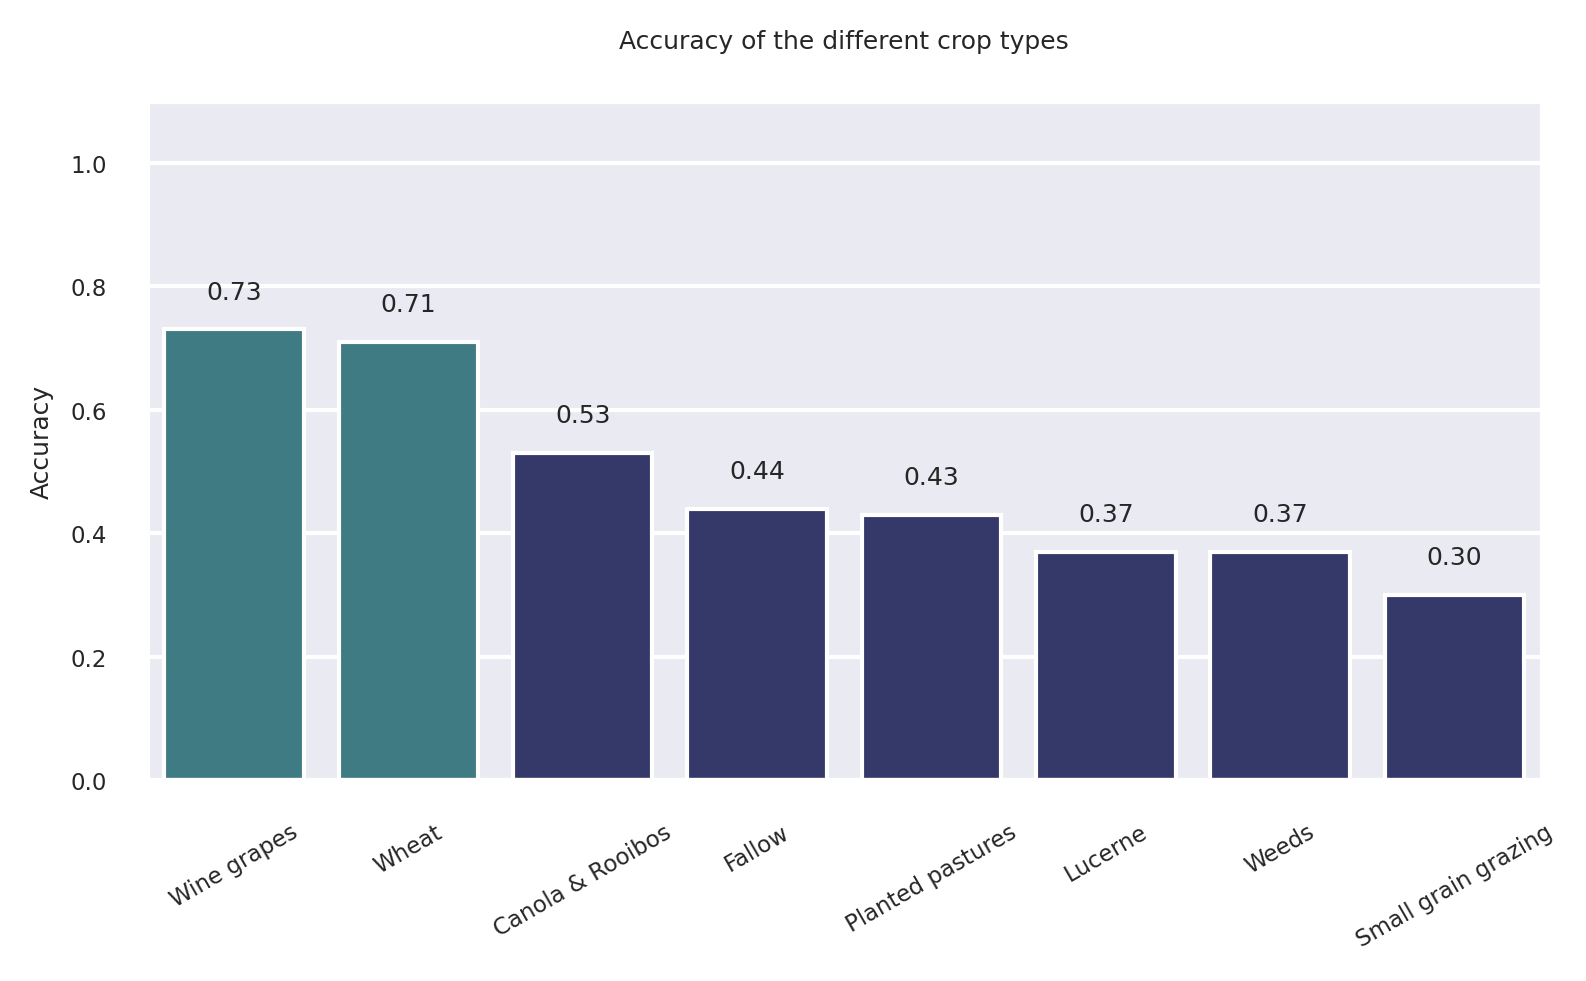 Accuracy of the different crop types
Accuracy
1.0
0.8
0.6
0.4
0.2
0.0
0.73
0.71
0.53
0.44
0.43
0.37
0.37
0.30
Wine grapes
Wheat
Canola & Rooibos
Fallow
Planted pastures
Lucerne
Weeds
Small grain grazing